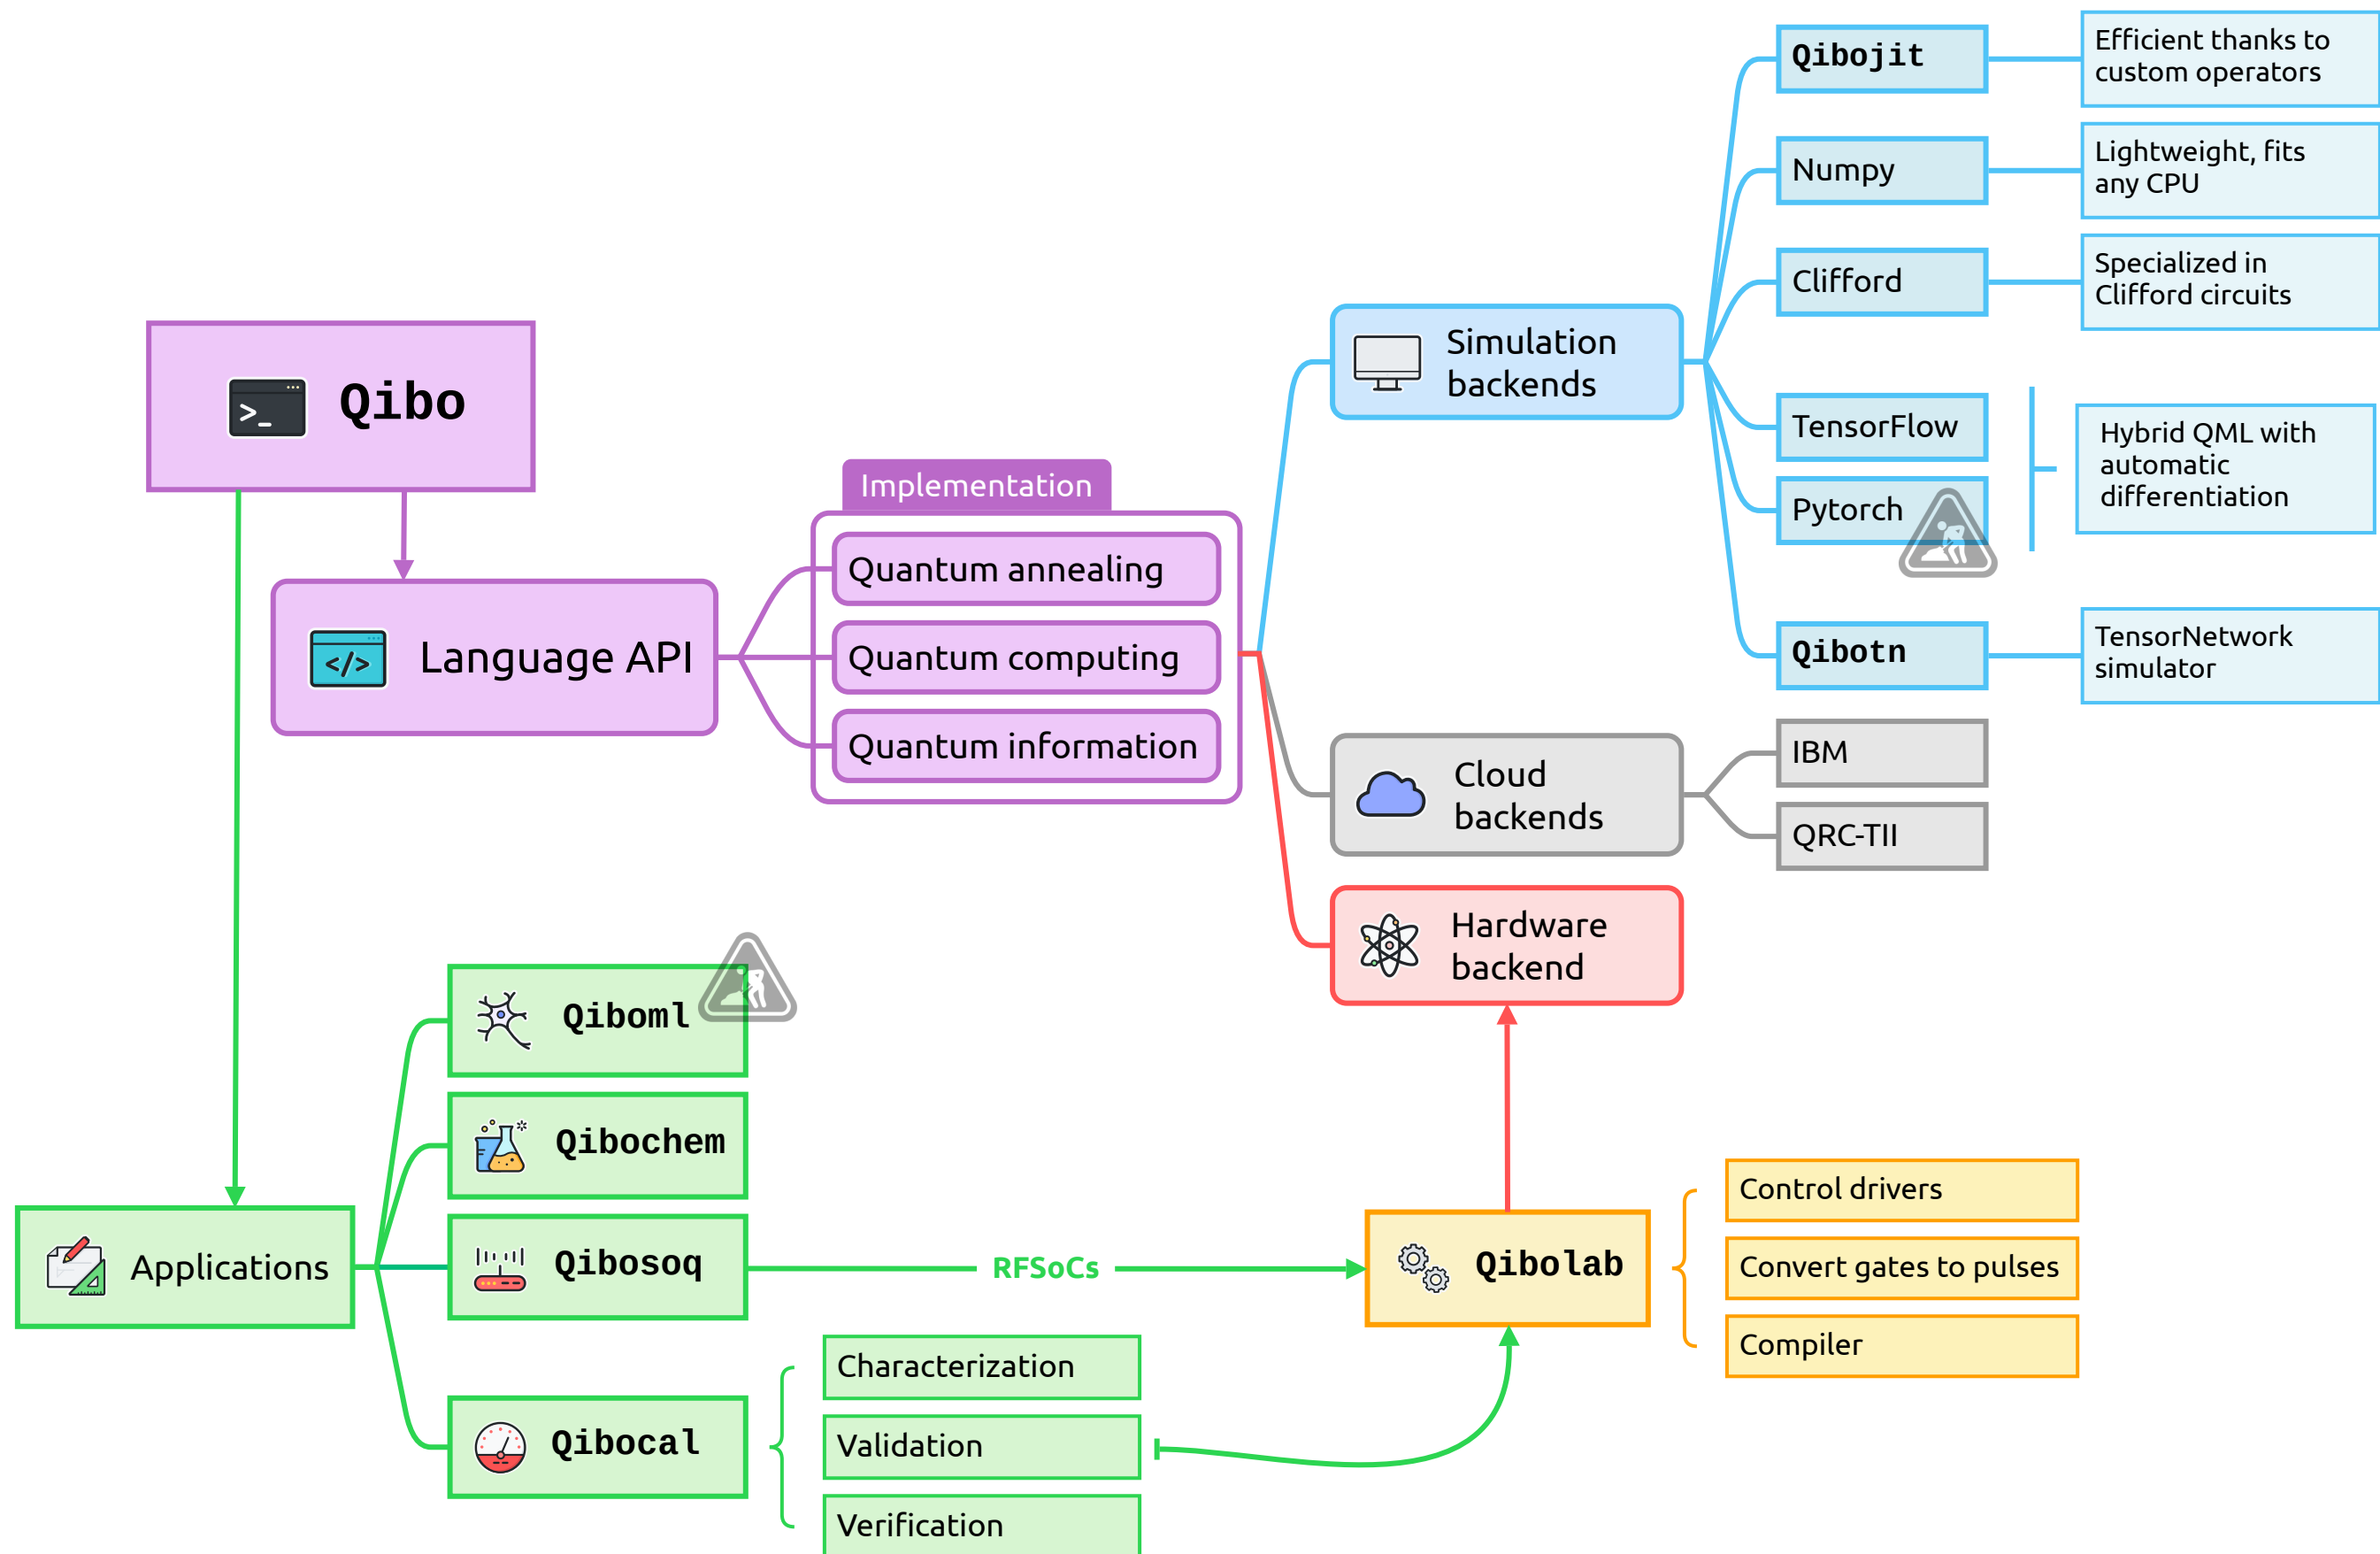 Qibo
Language API
Implementation
Quantum annealing
Quantum computing
Quantum information
Simulation
backends
Qibojit
Efficient thanks to
custom operators
Numpy
Lightweight, fits
any CPU
Clifford
Specialized in
Clifford circuits
TensorFlow
Pytorch
Hybrid QML with
automatic
differentiation
Qibotn
TensorNetwork
simulator
Cloud
backends
IBM
QRC-TII
Hardware
backend
Applications
Qiboml
Qibochem
Qibosoq
RFSoCs
Qibocal
Characterization
Validation
Verification
Qibolab
Control drivers
Convert gates to pulses
Compiler